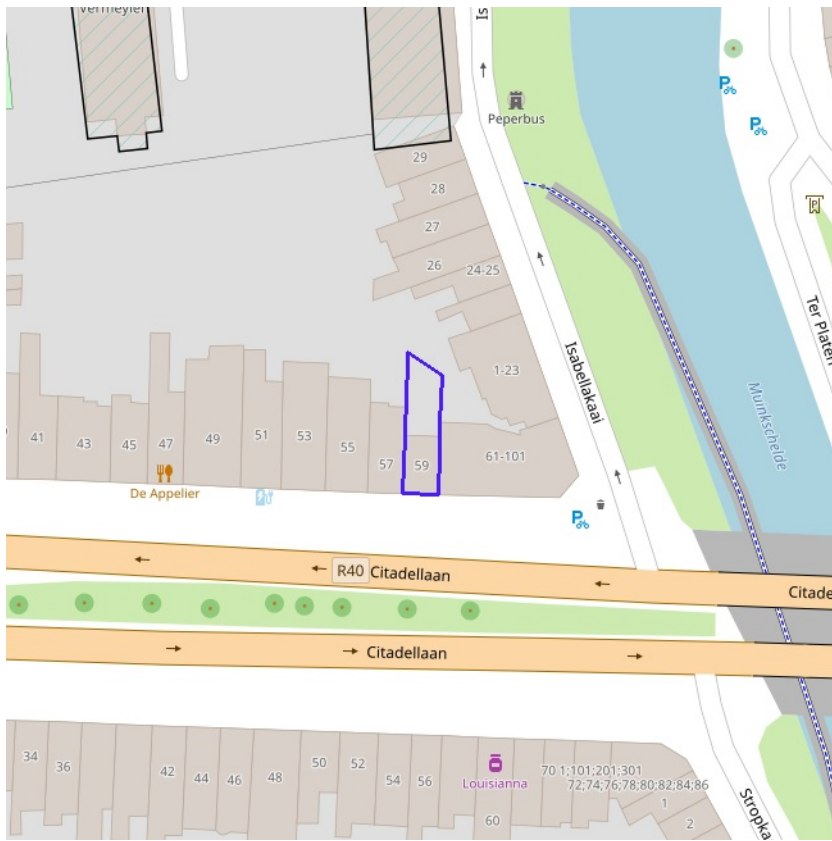 Vermeylen
Is
Peperbus
29
28
27
26
24-25
1-23
Isabellakaai
Ter Platen
Muinkschelde
P
P
P
41
43
45
47
49
51
53
55
57
59
61-101
De Appelier
P
R40
Citadellaan
Citade
Citadellaan
34
36
42
44
46
48
50
52
54
56
Louisianna
60
70 1;101;201;301
72;74;76;78;80;82;84;86
1
2
Stropka